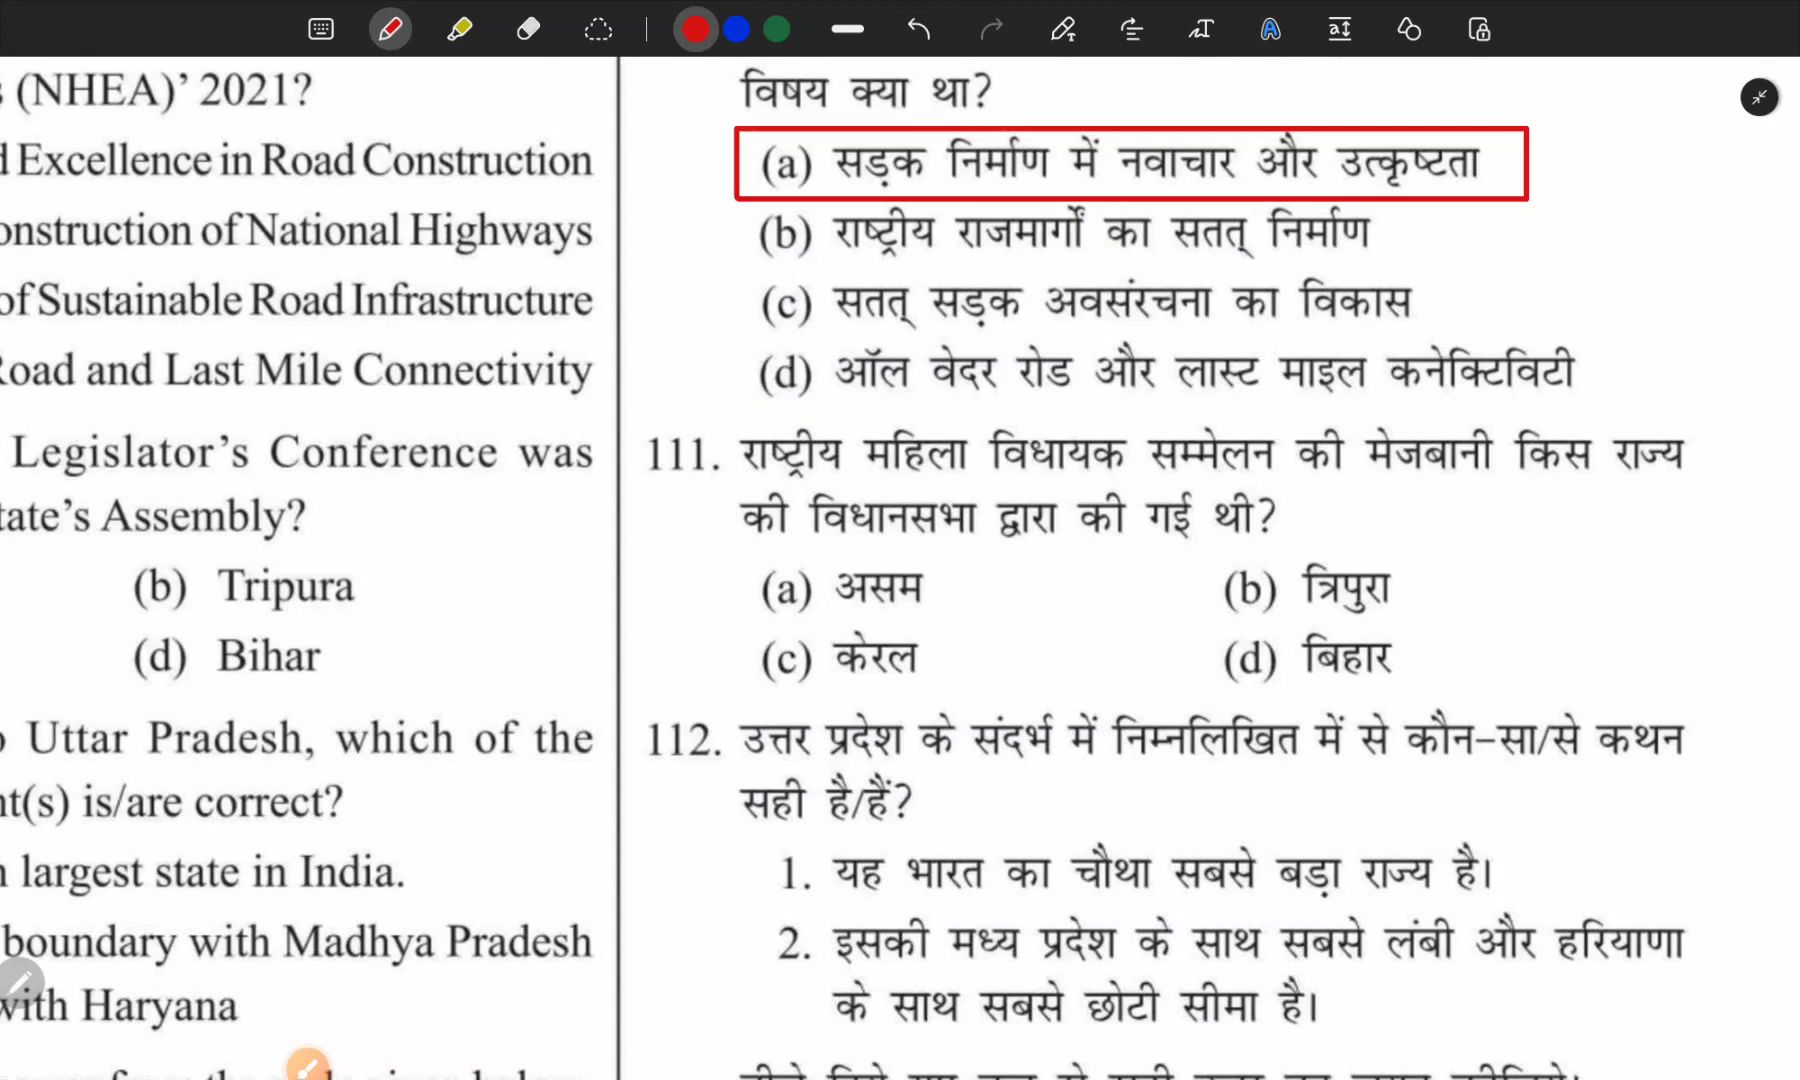 (NHEA)’ 2021?
Excellence in Road Construction
onstruction of National Highways
of Sustainable Road Infrastructure
Road and Last Mile Connectivity
Legislator’s Conference was
tate’s Assembly?
(b) Tripura
(d) Bihar
Uttar Pradesh, which of the
nt(s) is/are correct?
largest state in India.
boundary with Madhya Pradesh
with Haryana
विषय क्या था?
(a) सड़क निर्माण में नवाचार और उत्कृष्टता
(b) राष्ट्रीय राजमार्गों का सतत् निर्माण
(c) सतत् सड़क अवसंरचना का विकास
(d) ऑल वेदर रोड और लास्ट माइल कनेक्टिविटी
111. राष्ट्रीय महिला विधायक सम्मेलन की मेजबानी किस राज्य
की विधानसभा द्वारा की गई थी?
(a) असम (b) त्रिपुरा
(c) केरल (d) बिहार
112. उत्तर प्रदेश के संदर्भ में निम्नलिखित में से कौन-सा/से कथन
सही है/हैं?
1. यह भारत का चौथा सबसे बड़ा राज्य है।
2. इसकी मध्य प्रदेश के साथ सबसे लंबी और हरियाणा
के साथ सबसे छोटी सीमा है।